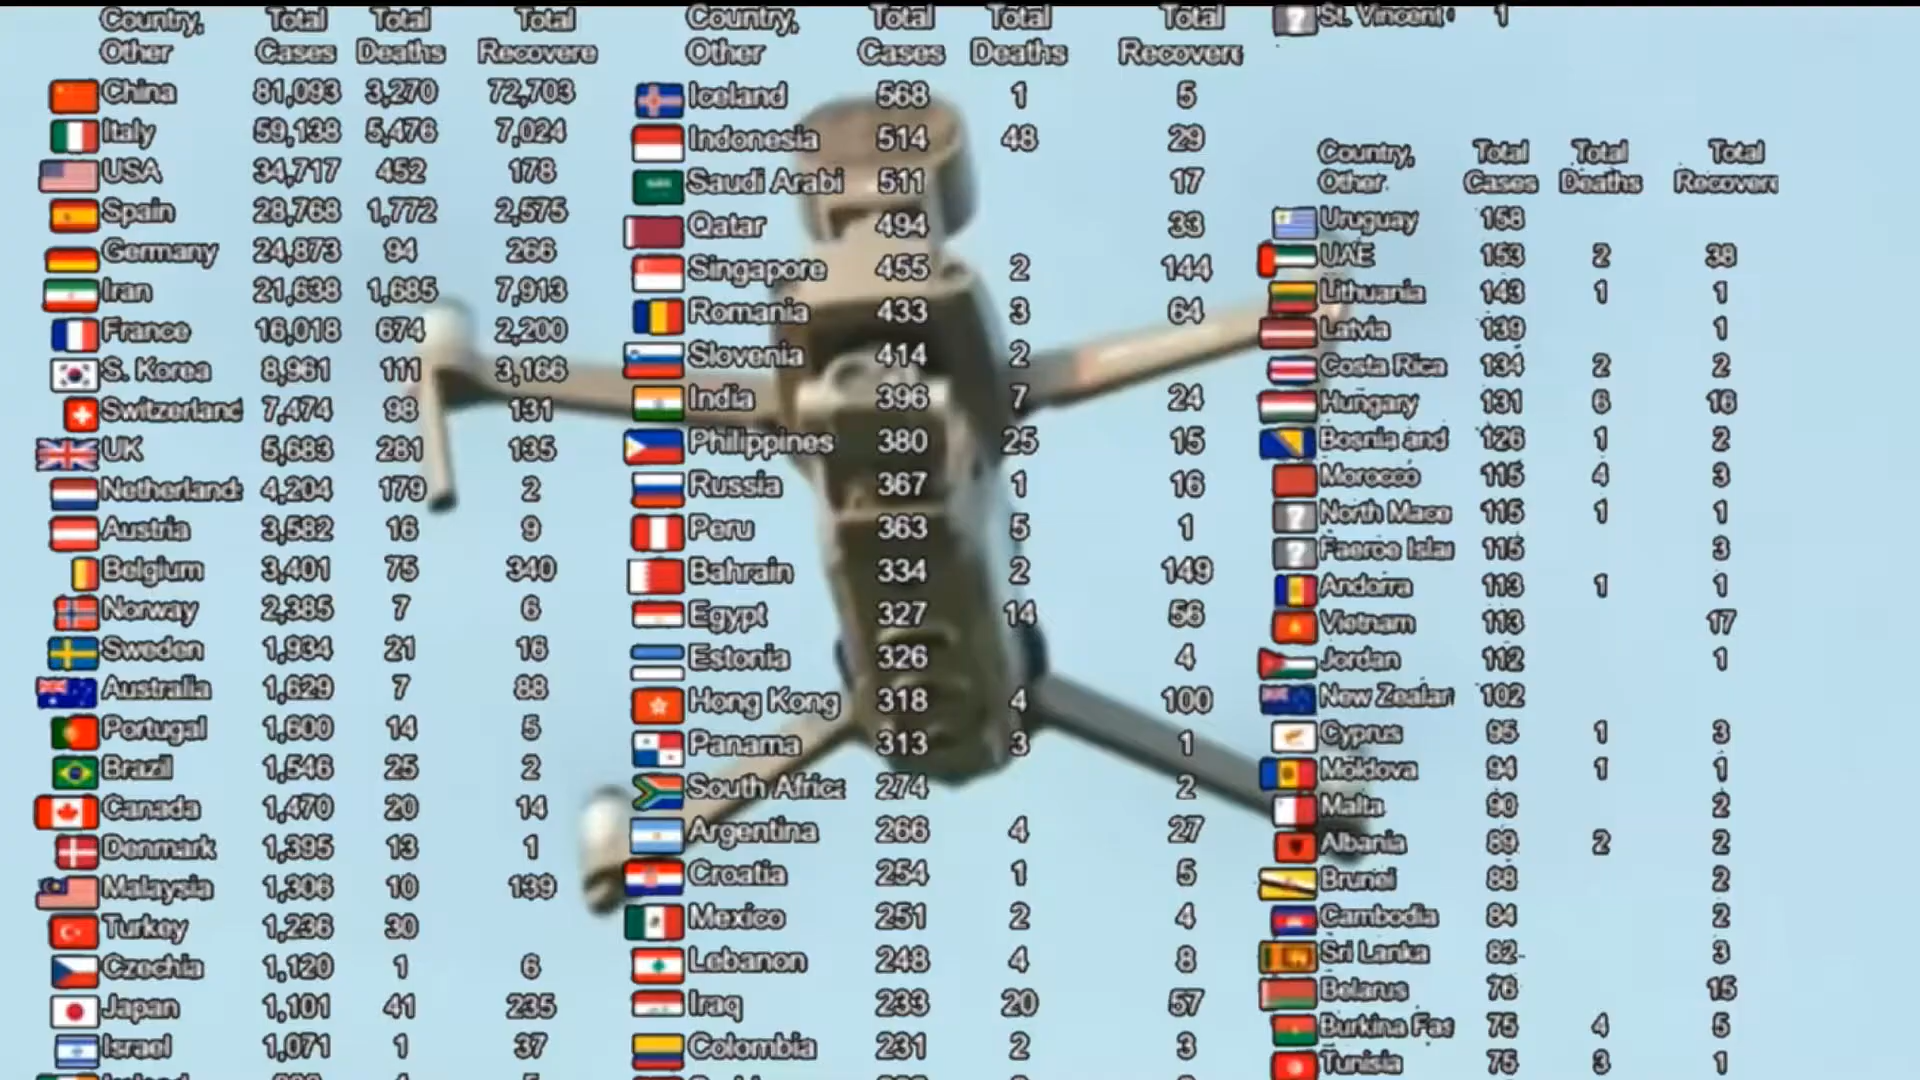 Country, Other Total Cases Total Deaths Total Recovere
China 81,093 3,270 72,703
Italy 59,138 5,476 7,024
USA 34,717 452 178
Spain 28,768 1,772 2,575
Germany 24,873 94 266
Iran 21,638 1,685 7,913
France 16,018 674 2,200
S. Korea 8,961 111 3,166
Switzerland 7,474 98 131
UK 5,683 281 135
Netherland 4,204 179 2
Austria 3,582 16 9
Belgium 3,401 75 340
Norway 2,385 7 6
Sweden 1,934 21 16
Australia 1,629 7 88
Portugal 1,600 14 5
Brazil 1,546 25 2
Canada 1,470 20 14
Denmark 1,395 13 1
Malaysia 1,306 10 139
Turkey 1,236 30
Czechia 1,120 1 6
Japan 1,101 41 235
Israel 1,071 1 37
Country, Other Total Cases Total Deaths Total Recover
Iceland 568 1 5
Indonesia 514 48 29
Saudi Arabi 511 17
Qatar 494 33
Singapore 455 2 144
Romania 433 3 64
Slovenia 414 2
India 396 7 24
Philippines 380 25 15
Russia 367 1 16
Peru 363 5 1
Bahrain 334 2 149
Egypt 327 14 56
Estonia 326 4
Hong Kong 318 4 100
Panama 313 3 1
South Africa 274 2
Argentina 266 4 27
Croatia 254 1 5
Mexico 251 2 4
Lebanon 248 4 8
Iraq 233 20 57
Colombia 231 2 3
St. Vincent 1
Country, Other Total Cases Total Deaths Total Recover
Uruguay 158
UAE 153 2 38
Lithuania 143 1 1
Latvia 139 1
Costa Rica 134 2 2
Hungary 131 6 16
Bosnia and 126 1 2
Morocco 115 4 3
North Mace 115 1 1
Faeroe Isla 115 3
Andorra 113 1 1
Vietnam 113 17
Jordan 112 1
New Zealan 102
Cyprus 95 1 3
Moldova 94 1 1
Malta 90 2
Albania 89 2 2
Brunei 88 2
Cambodia 84 2
Sri Lanka 82 3
Belarus 76 15
Burkina Fas 75 4 5
Tunisia 75 3 1